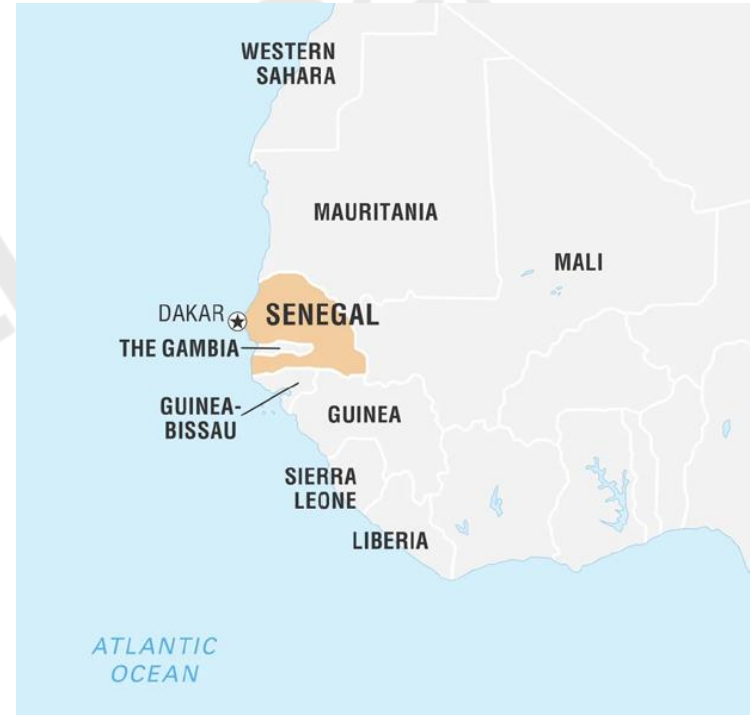 WESTERN
SAHARA
MAURITANIA
MALI
DAKAR
SENEGAL
THE GAMBIA
GUINEA-
BISSAU
GUINEA
SIERRA
LEONE
LIBERIA
ATLANTIC
OCEAN